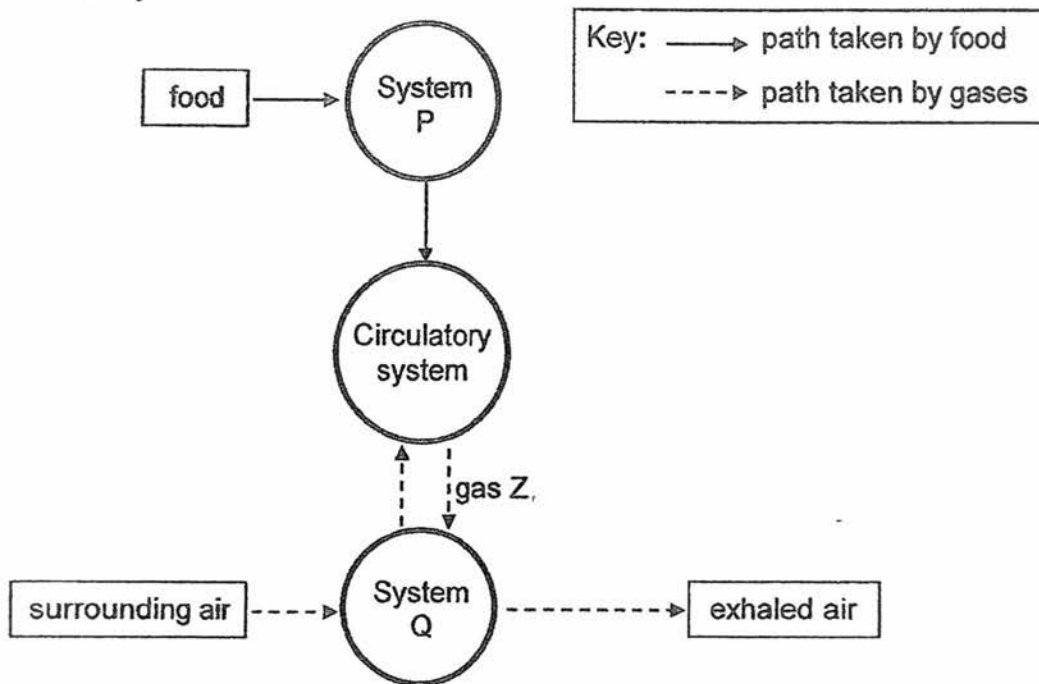 Key: path taken by food
path taken by gases
food
System
P
Circulatory
system
gas Z,
surrounding air
System
Q
exhaled air